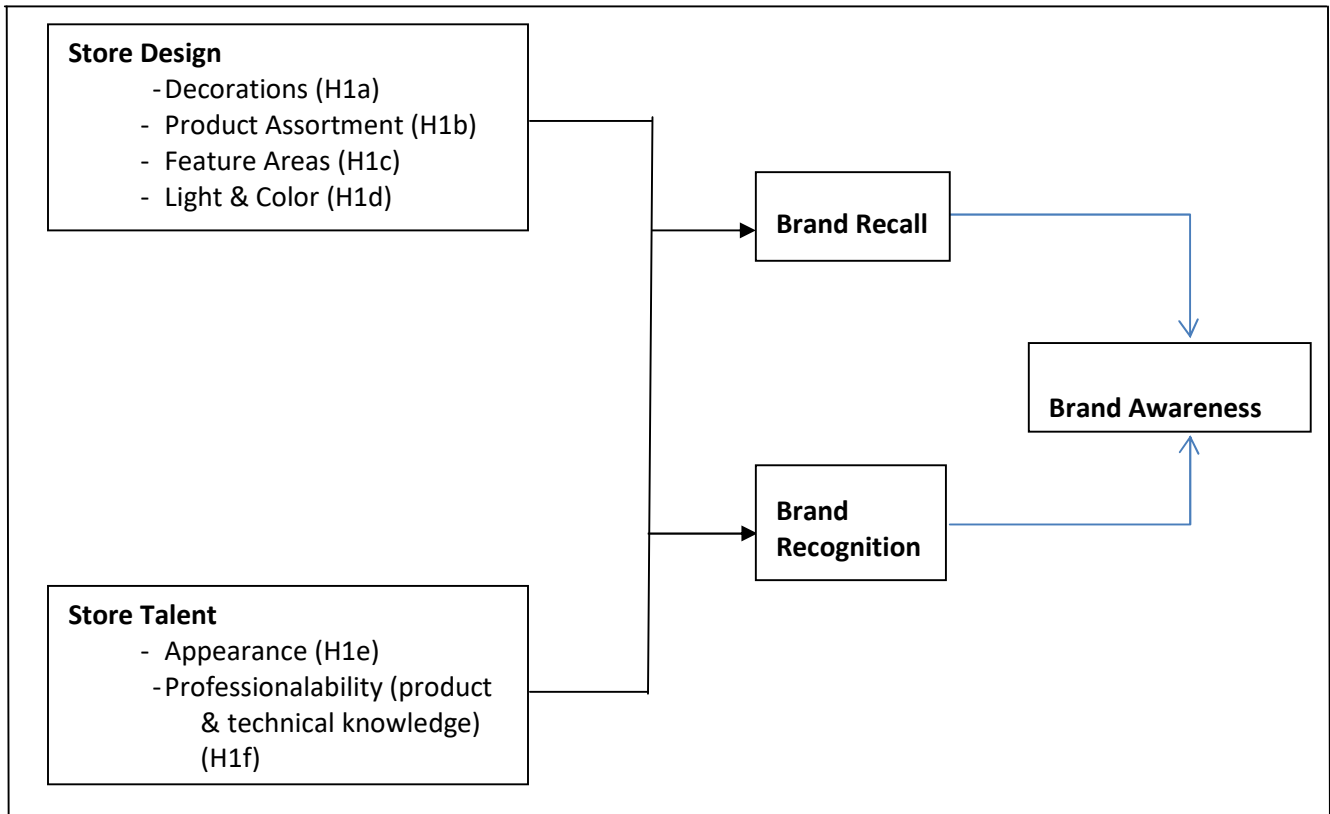 Store Design
-Decorations (H1a)
- Product Assortment (H1b)
- Feature Areas (H1c)
- Light & Color (H1d)
Brand Recall
Brand Awareness
Brand
Recognition
Store Talent
- Appearance (H1e)
-Professionalability (product
& technical knowledge)
(H1f)